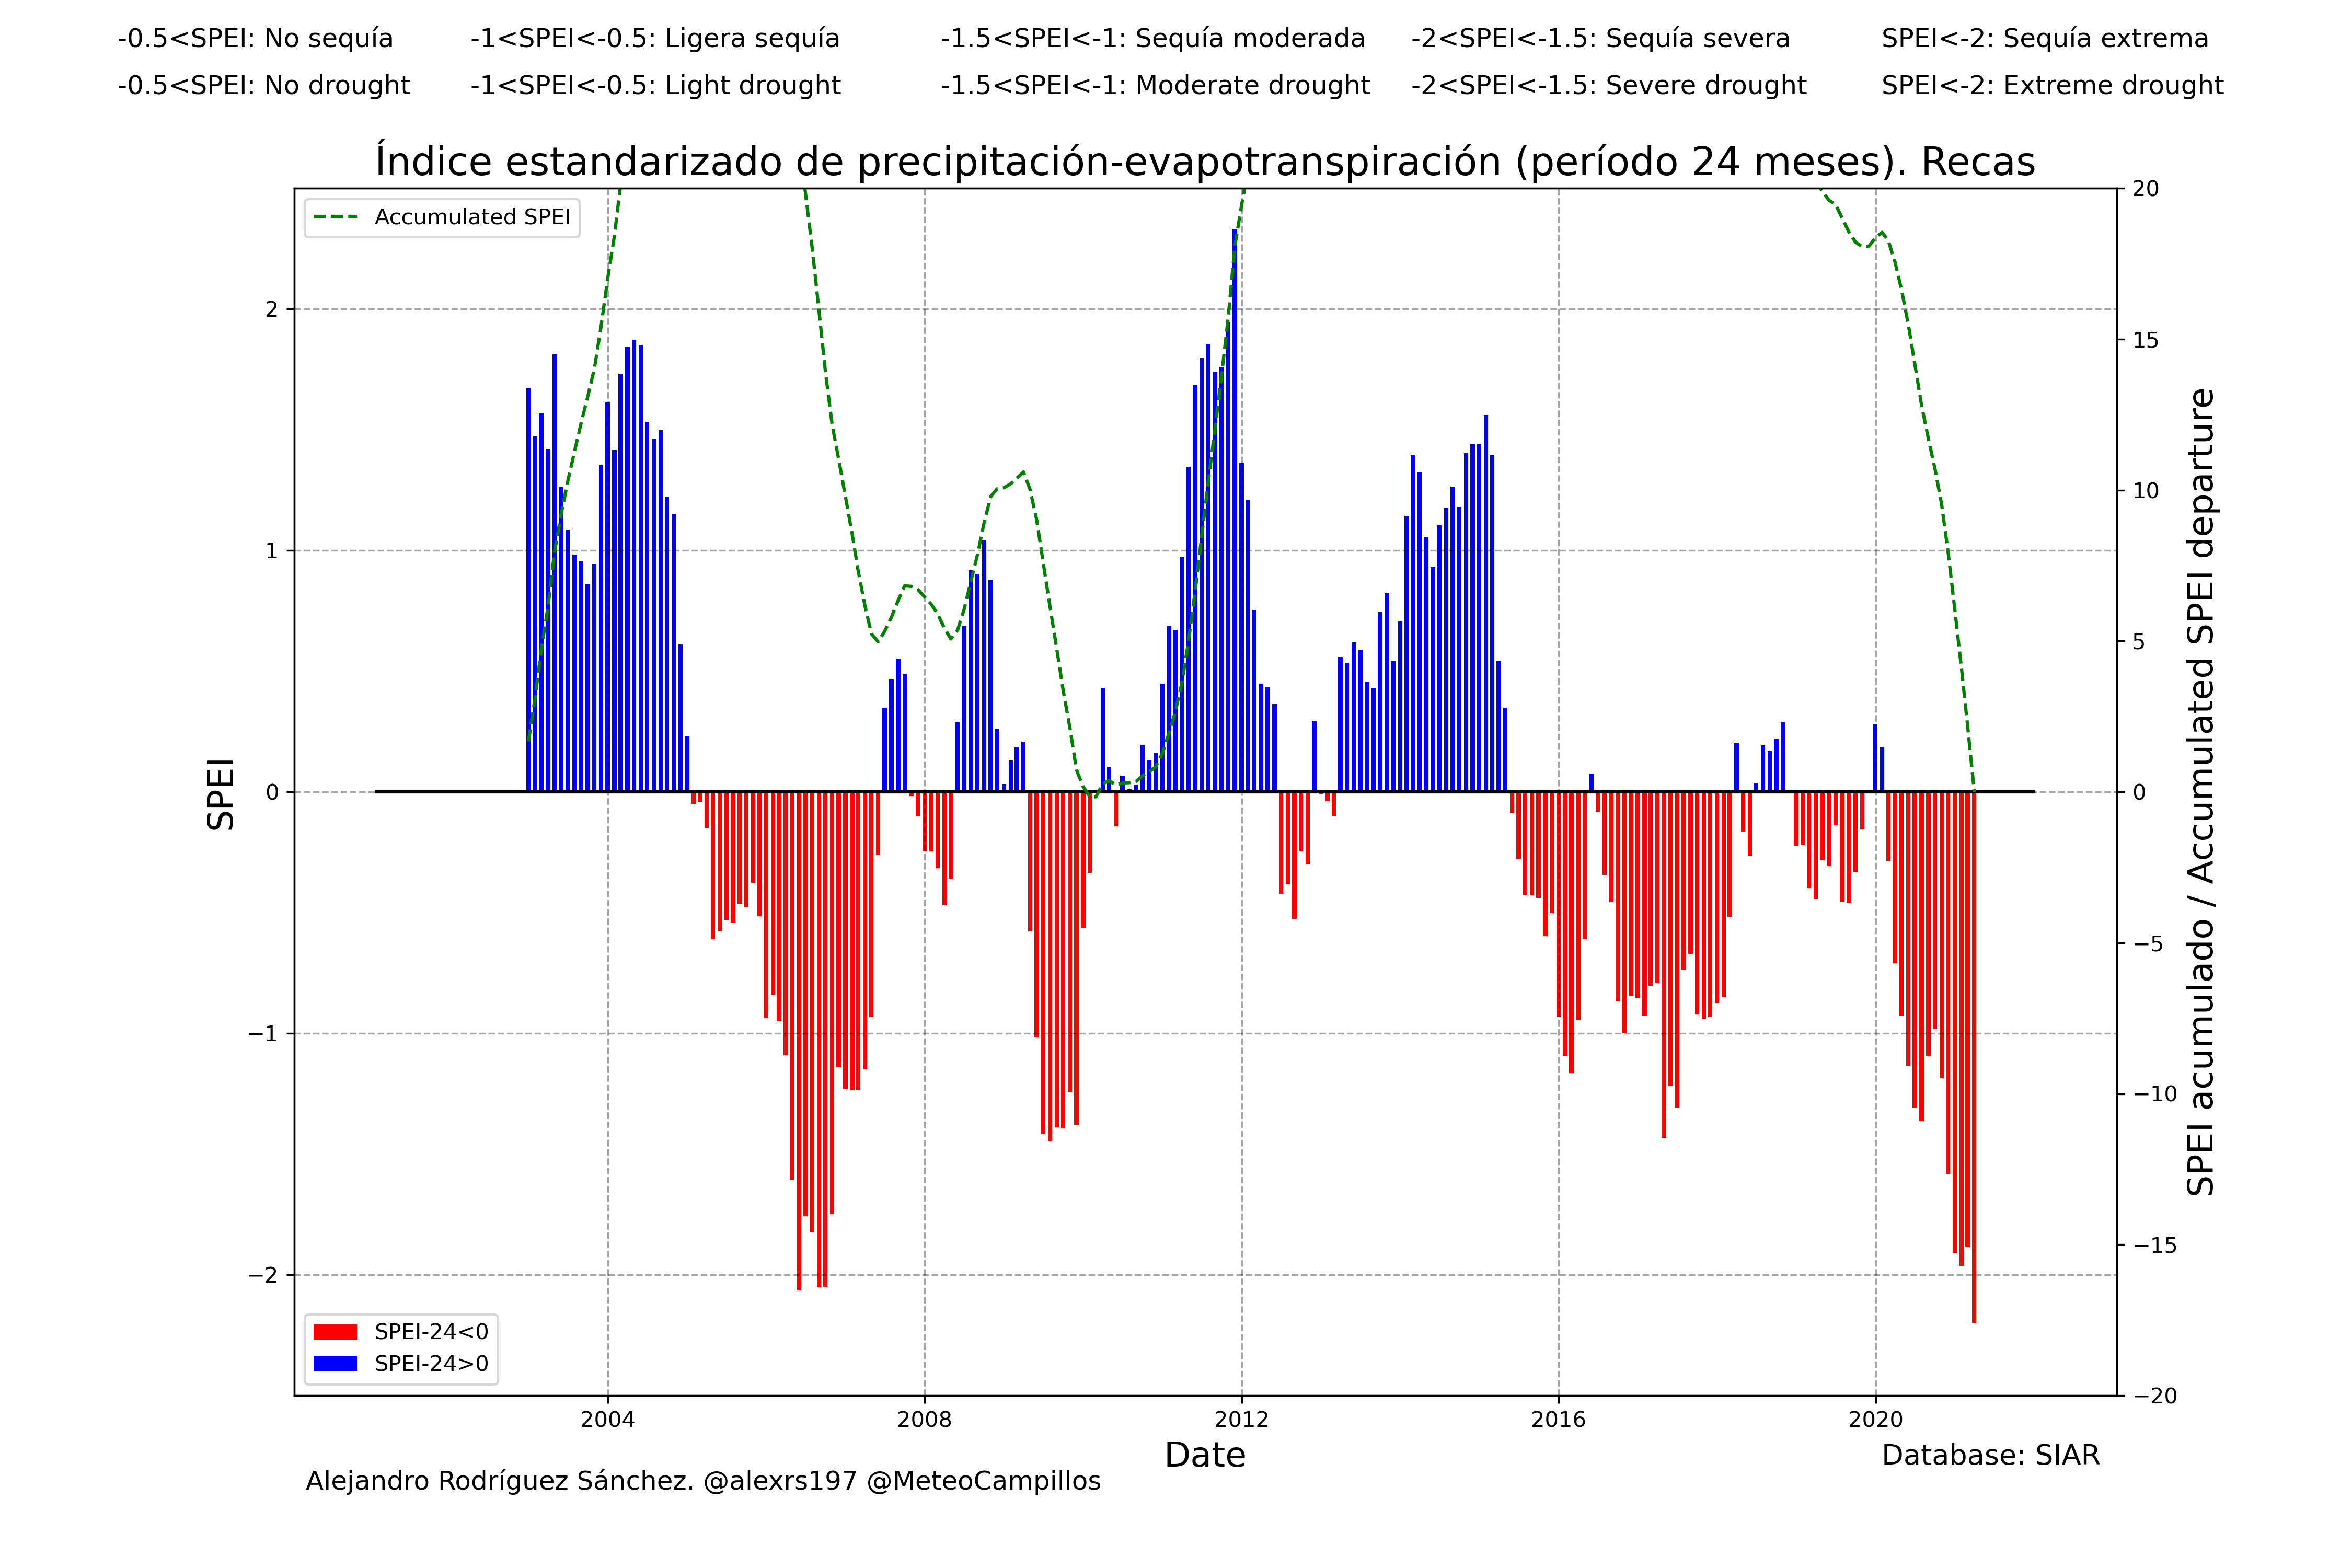 -0.5<SPEI: No sequía -1<SPEI<-0.5: Ligera sequía -1.5<SPEI<-1: Sequía moderada -2<SPEI<-1.5: Sequía severa SPEI<-2: Sequía extrema
-0.5<SPEI: No drought -1<SPEI<-0.5: Light drought -1.5<SPEI<-1: Moderate drought -2<SPEI<-1.5: Severe drought SPEI<-2: Extreme drought
Índice estandarizado de precipitación-evapotranspiración (período 24 meses). Recas
Accumulated SPEI
2
1
0
−1
−2
SPEI
20
15
10
5
0
−5
−10
−15
−20
SPEI acumulado / Accumulated SPEI departure
SPEI-24<0
SPEI-24>0
2004 2008 2012 2016 2020
Date
Database: SIAR
Alejandro Rodríguez Sánchez. @alexrs197 @MeteoCampillos